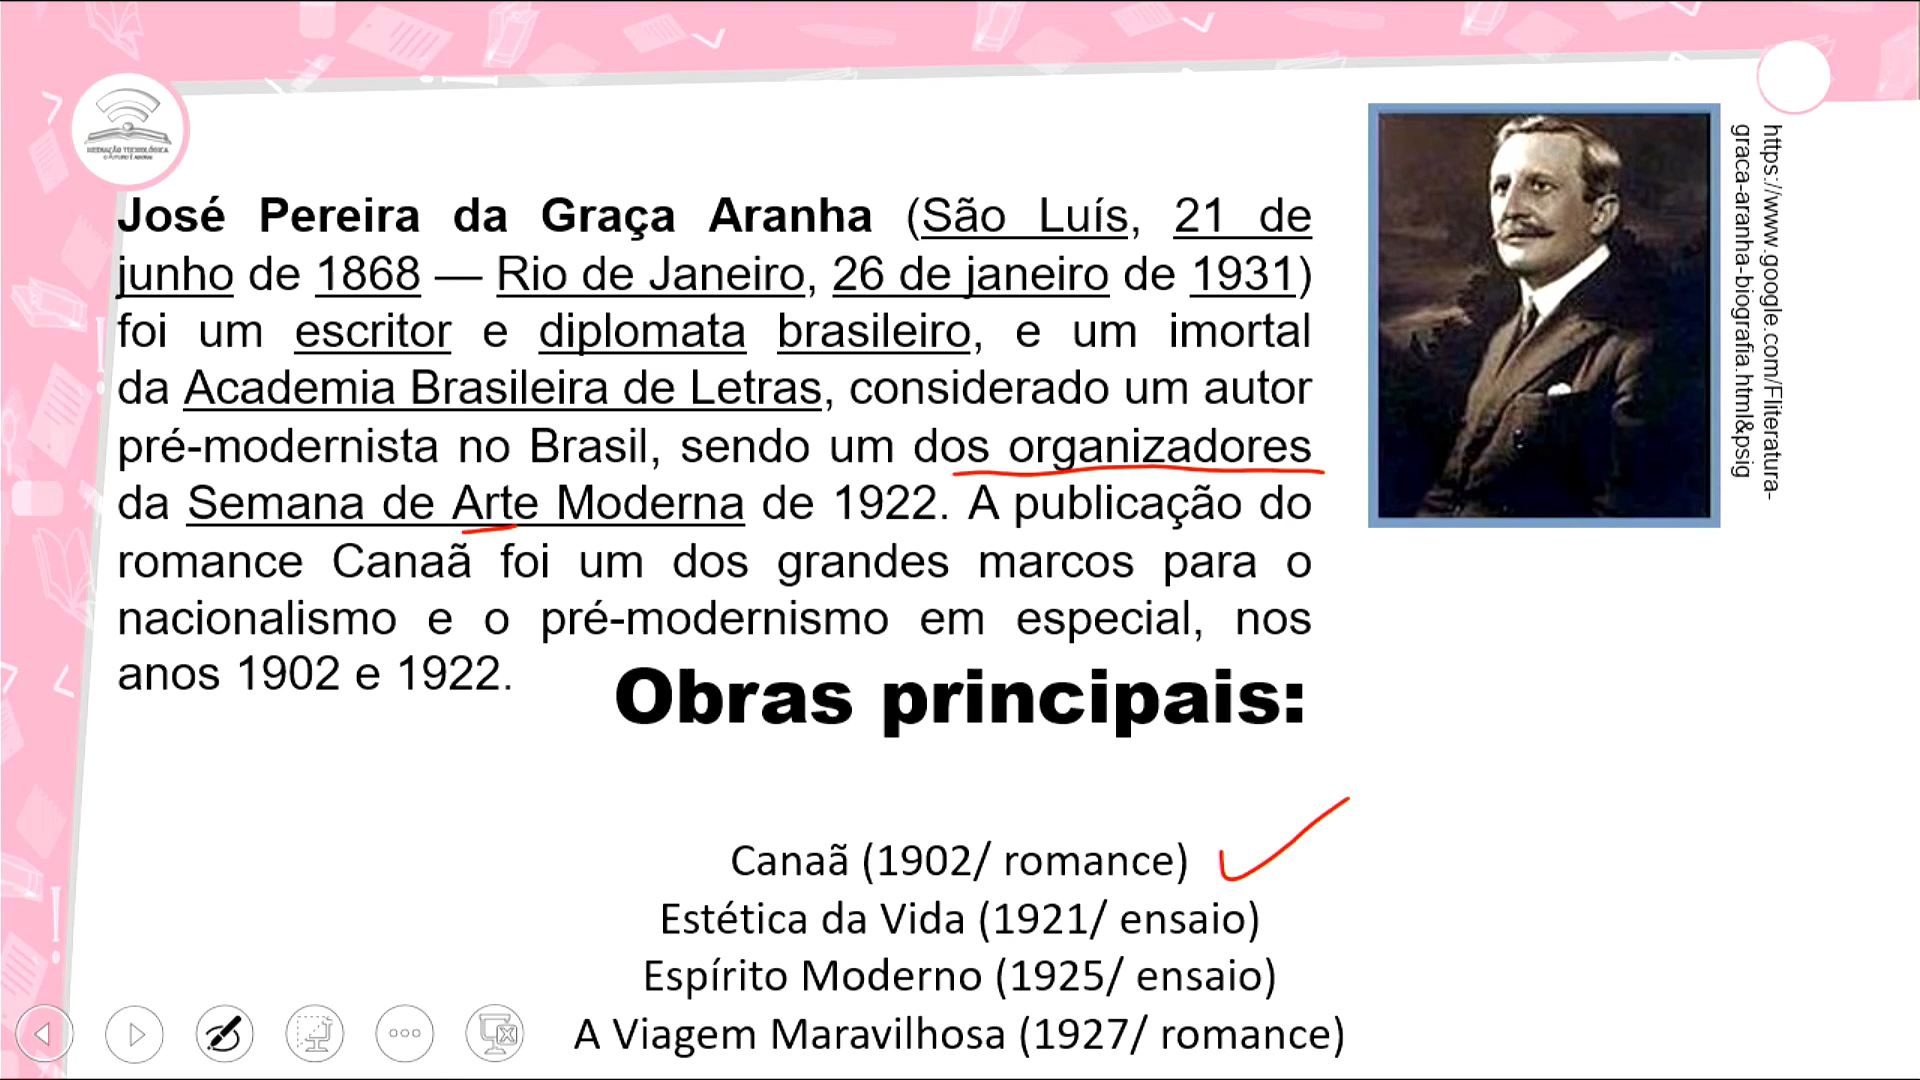 MEDIAÇÃO TECNOLÓGICA
O FUTURO É AGORA!
José Pereira da Graça Aranha (São Luís, 21 de
junho de 1868 — Rio de Janeiro, 26 de janeiro de 1931)
foi um escritor e diplomata brasileiro, e um imortal
da Academia Brasileira de Letras, considerado um autor
pré-modernista no Brasil, sendo um dos organizadores
da Semana de Arte Moderna de 1922. A publicação do
romance Canaã foi um dos grandes marcos para o
nacionalismo e o pré-modernismo em especial, nos
anos 1902 e 1922.
https://www.google.com/Fliteratura-
graca-aranha-biografia.html&psig
Obras principais:
Canaã (1902/ romance)
Estética da Vida (1921/ ensaio)
Espírito Moderno (1925/ ensaio)
A Viagem Maravilhosa (1927/ romance)